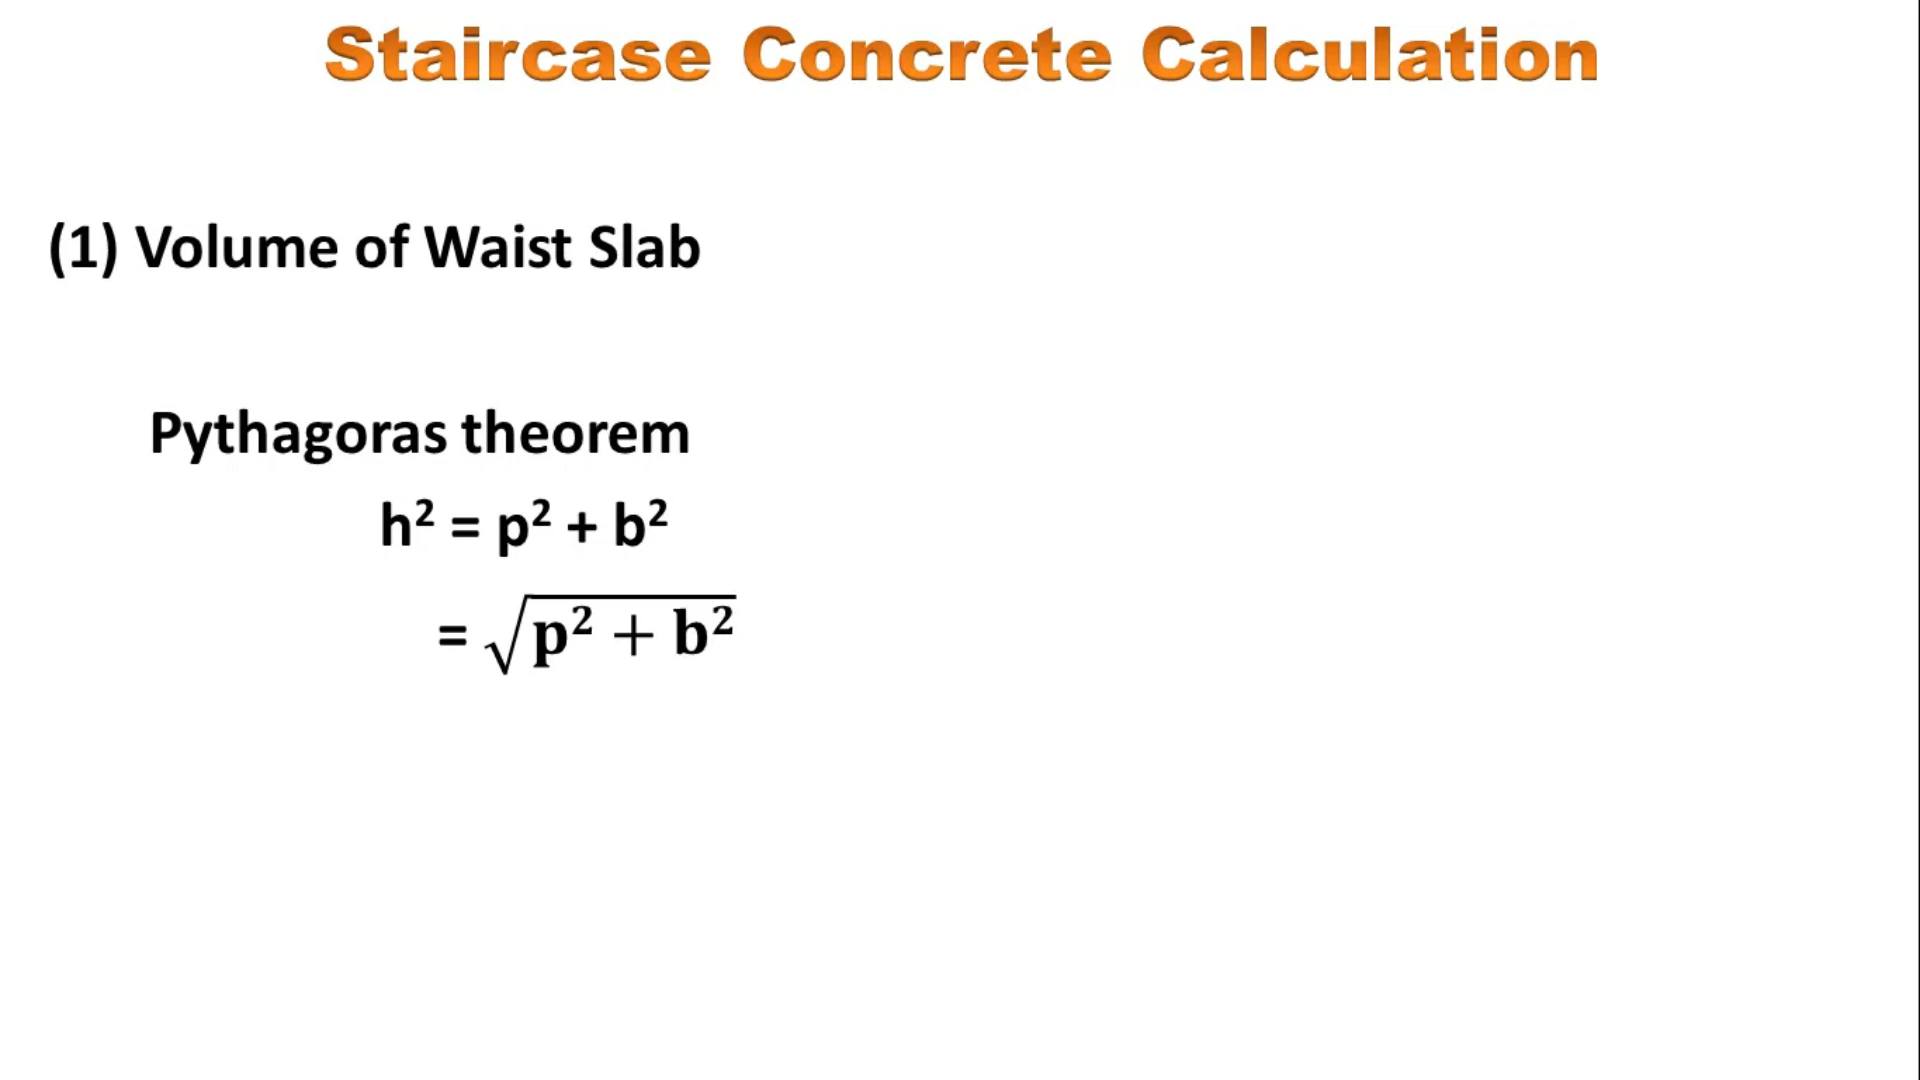 Staircase Concrete Calculation
(1) Volume of Waist Slab
Pythagoras theorem
h² = p² + b²
= √p² + b²